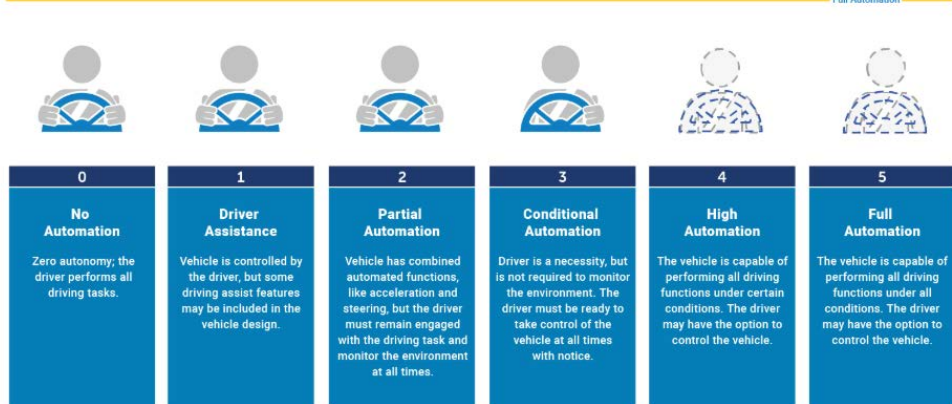 Full Automation
0
No
Automation
Zero autonomy; the
driver performs all
driving tasks.
1
Driver
Assistance
Vehicle is controlled by
the driver, but some
driving assist features
may be included in the
vehicle design.
2
Partial
Automation
Vehicle has combined
automated functions,
like acceleration and
steering, but the driver
must remain engaged
with the driving task and
monitor the environment
at all times.
3
Conditional
Automation
Driver is a necessity, but
is not required to monitor
the environment. The
driver must be ready to
take control of the
vehicle at all times
with notice.
4
High
Automation
The vehicle is capable of
performing all driving
functions under certain
conditions. The driver
may have the option to
control the vehicle.
5
Full
Automation
The vehicle is capable of
performing all driving
functions under all
conditions. The driver
may have the option to
control the vehicle.